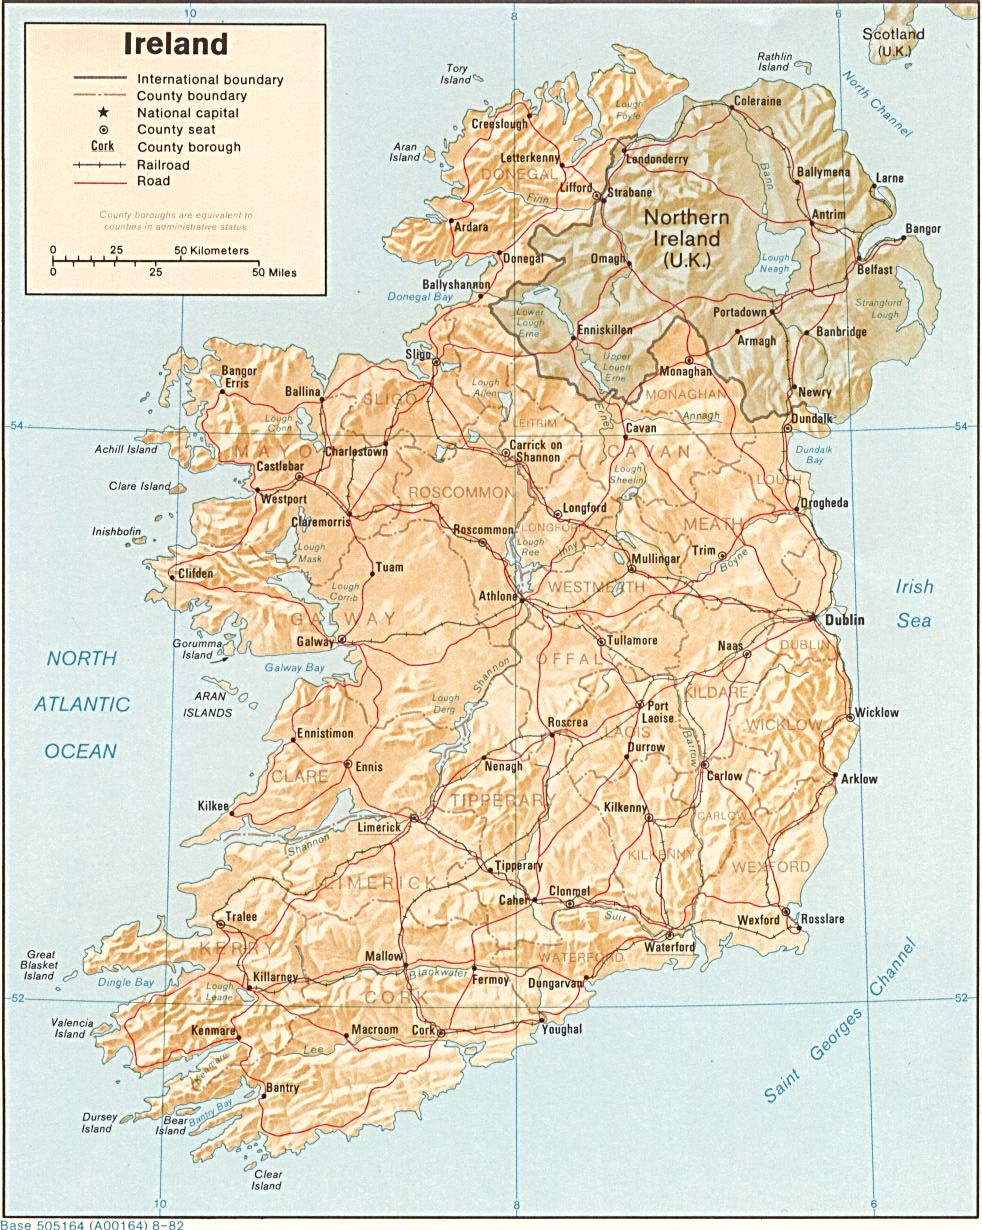 10
8
6
Ireland
International boundary
County boundary
National capital
County seat
Cork County borough
Railroad
Road
County boroughs are equivalent to
counties in administrative status.
0 25 50 Kilometers
0 25 50 Miles
Scotland
(U.K.)
Rathlin
Island
North Channel
Tory
Island
Lough
Foyle
Coleraine
Creeslough
Aran
Island
Letterkenny
Londonderry
DONEGAL
Bann
Ballymena
Larne
Lifford
Strabane
Finn
Ardara
Northern
Ireland
(U.K.)
Antrim
Bangor
Donegal
Omagh
Lough
Neagh
Belfast
Ballyshannon
Donegal Bay
Lower
Lough
Erne
Portadown
Strangford
Lough
Enniskillen
Armagh
Banbridge
Sligo
Upper
Lough
Erne
Monaghan
Bangor
Erris
Ballina
SLIGO
Lough
Allen
MONAGHAN
Newry
Lough
Conn
Erne
Annagh
54
EITRIM
Cavan
Dundalk
54
Achill Island
MAYO
Charlestown
Carrick on
Shannon
CAVAN
Dundalk
Bay
Castlebar
Lough
Sheelin
Clare Island
Westport
ROSCOMMON
LOUTH
Claremorris
Longford
Drogheda
Inishbofin
Roscommon
LONGFORD
MEATH
Lough
Mask
Lough
Ree
Inny
Trim
Boyne
Mullingar
Clifden
Tuam
Lough
Corrib
Athlone
WESTMEATH
Irish
Sea
GALWAY
Dublin
Galway
Tullamore
Naas
DUBLIN
Gorumna
Island
Galway Bay
OFFALY
NORTH
ATLANTIC
OCEAN
Shannon
KILDARE
ARAN
ISLANDS
Lough
Derg
Port
Laoise
Wicklow
Roscrea
LAOIS
WICKLOW
Ennistimon
Barrow
Durrow
Ennis
Nenagh
CLARE
Carlow
Arklow
Kilkee
TIPPERARY
Kilkenny
CARLOW
Limerick
Shannon
KILKENNY
Tipperary
WEXFORD
LIMERICK
Caher
Clonmel
Tralee
Suir
Wexford
Rosslare
KERRY
Waterford
Great
Blasket
Island
Mallow
WATERFORD
Dingle Bay
Killarney
Blackwater
Fermoy
Dungarvan
Lough
Leane
52
CORK
52
Valencia
Island
Kenmare
Macroom
Cork
Youghal
Lee
Kenmare
Bantry
Dursey
Island
Bear
Island
Bantry Bay
Clear
Island
Saint Georges Channel
10
8
6
Base 505164 (A00164) 8-82